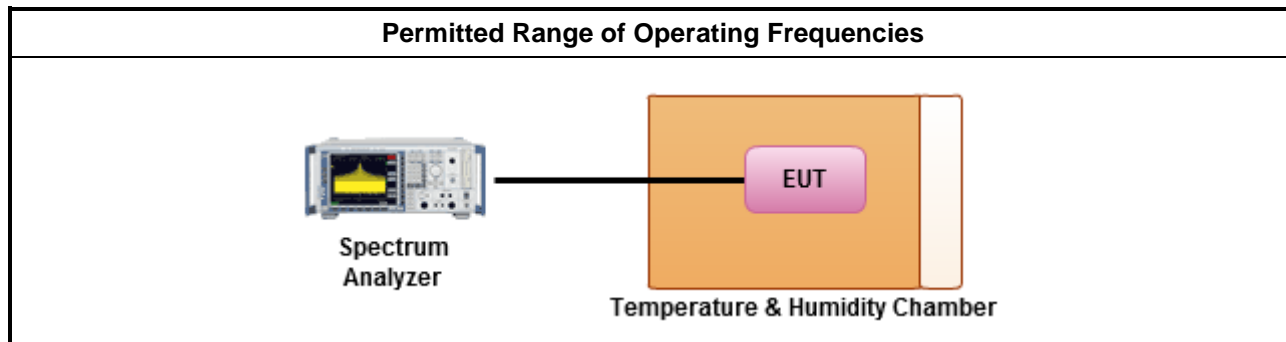 Permitted Range of Operating Frequencies
EUT
Spectrum
Analyzer
Temperature & Humidity Chamber